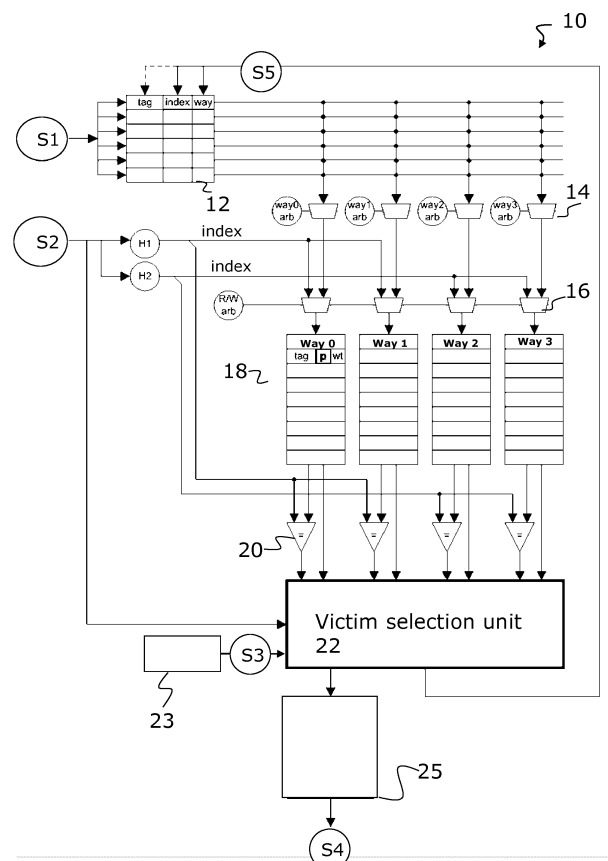 10
S5
tag index way
S1
12
way0 arb way1 arb way2 arb way3 arb
14
S2
H1 index
H2 index
R/W arb
16
Way 0 Way 1 Way 2 Way 3
tag p wt
18
20
= = = =
Victim selection unit
22
S3
23
25
S4